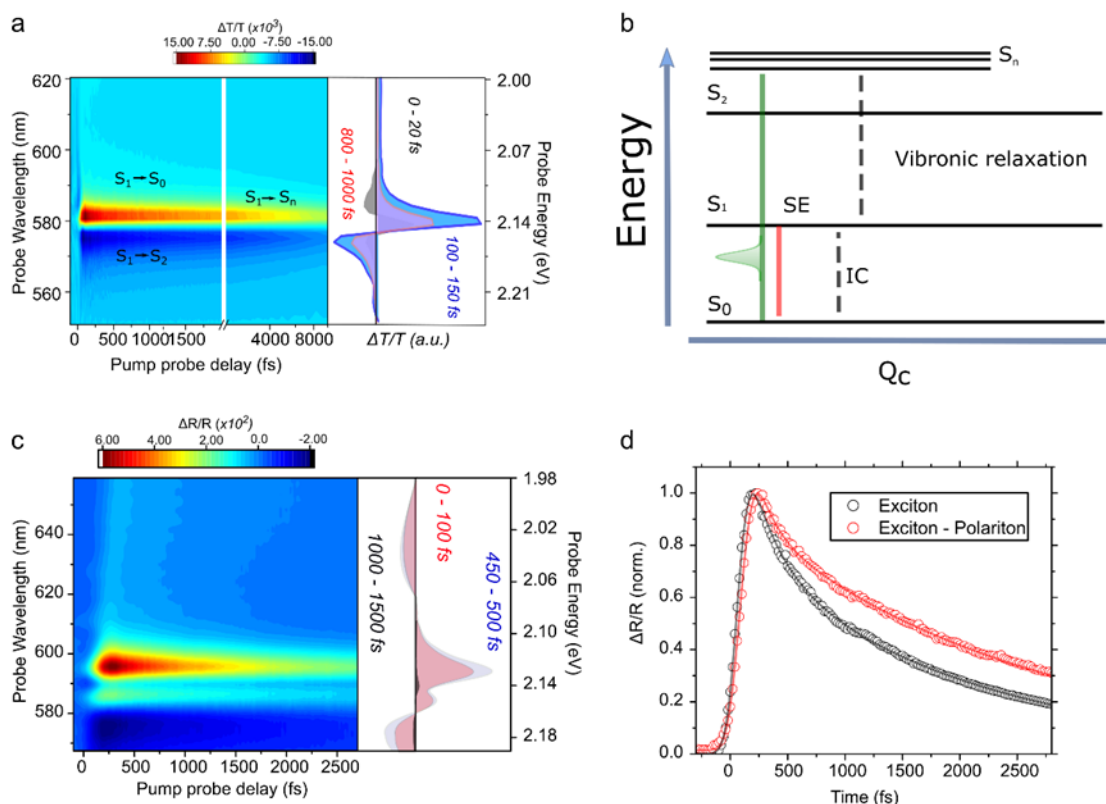 a
ΔT/T (x10³)
15.00 7.50 0.00 -7.50 -15.00
620
600
580
560
Probe Wavelength (nm)
S₁→S₀
S₁→Sₙ
S₁→S₂
0 500 1000 1500 4000 8000
Pump probe delay (fs)
0 - 20 fs
800 - 1000 fs
100 - 150 fs
ΔT/T (a.u.)
2.00
2.07
2.14
2.21
Probe Energy (eV)
b
Energy
Sₙ
S₂
Vibronic relaxation
S₁
SE
IC
S₀
Q_C
c
ΔR/R (x10²)
6.00 4.00 2.00 0.0 -2.00
640
620
600
580
Probe Wavelength (nm)
0 500 1000 1500 2000 2500
Pump probe delay (fs)
0 - 100 fs
1000 - 1500 fs
450 - 500 fs
1.98
2.02
2.06
2.10
2.14
2.18
Probe Energy (eV)
d
ΔR/R (norm.)
1.0
0.8
0.6
0.4
0.2
0.0
Exciton
Exciton - Polariton
0 500 1000 1500 2000 2500
Time (fs)